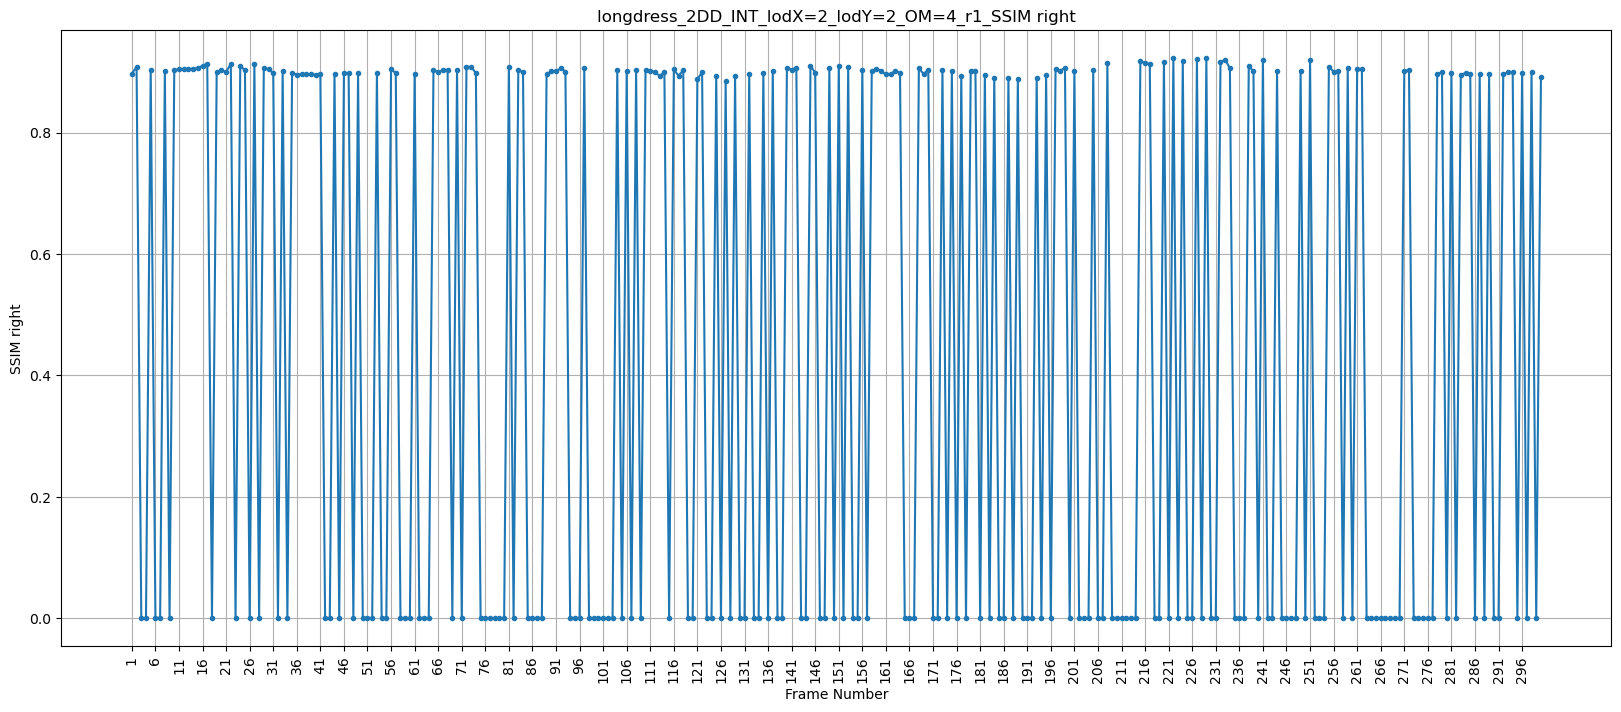 longdress_2DD_INT_lodX=2_lodY=2_OM=4_r1_SSIM right
SSIM right
0.8
0.6
0.4
0.2
0.0
1 6 11 16 21 26 31 36 41 46 51 56 61 66 71 76 81 86 91 96 101 106 111 116 121 126 131 136 141 146 151 156 161 166 171 176 181 186 191 196 201 206 211 216 221 226 231 236 241 246 251 256 261 266 271 276 281 286 291 296
Frame Number